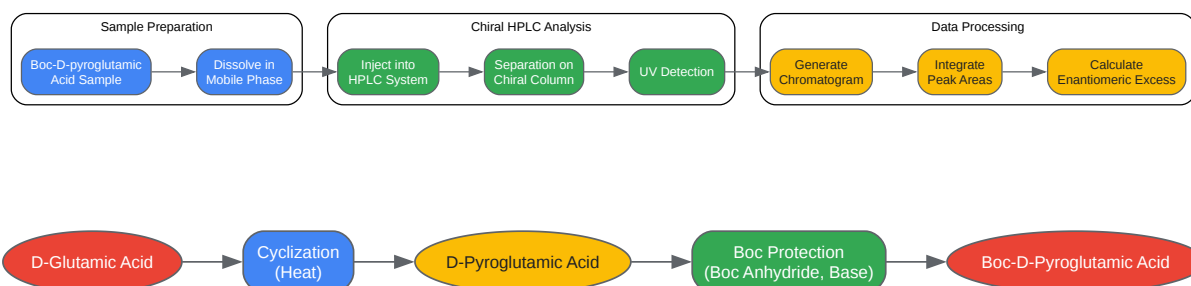 Sample Preparation
Boc-D-pyroglutamic
Acid Sample
Dissolve in
Mobile Phase
Chiral HPLC Analysis
Inject into
HPLC System
Separation on
Chiral Column
UV Detection
Data Processing
Generate
Chromatogram
Integrate
Peak Areas
Calculate
Enantiomeric Excess
D-Glutamic Acid
Cyclization
(Heat)
D-Pyroglutamic Acid
Boc Protection
(Boc Anhydride, Base)
Boc-D-Pyroglutamic Acid